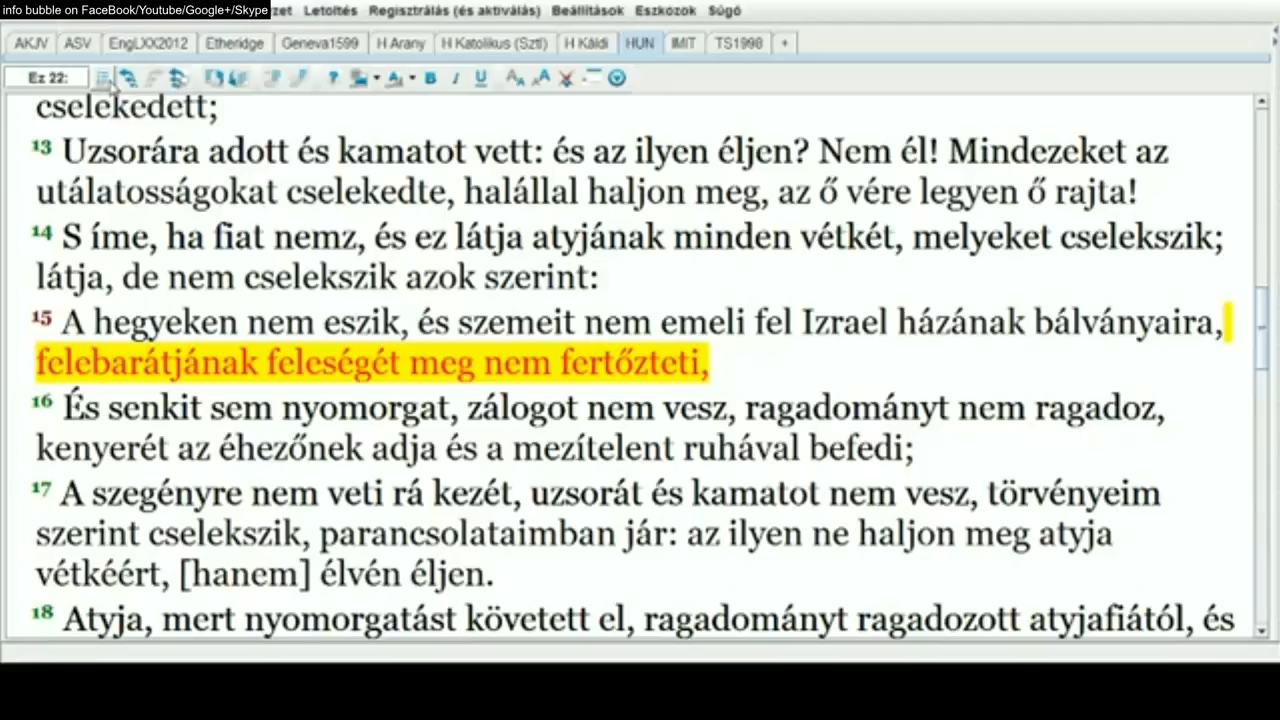 info bubble on FaceBook/Youtube/Google+/Skype
Letoltés Regisztrálás (és aktiválás) Beállítások Eszközök Súgó
AKJV ASV EnglXX2012 Etheridge Geneva1599 H Arany H Katolikus (SztI) H Káldi HUN IMIT TS1998 +
Ez 22:
cselekedett;
13 Uzsorára adott és kamatot vett: és az ilyen éljen? Nem él! Mindezeket az
utálatosságokat cselekedte, halállal haljon meg, az ő vére legyen ő rajta!
14 S íme, ha fiat nemz, és ez látja atyjának minden vétkét, melyeket cselekszik;
látja, de nem cselekszik azok szerint:
15 A hegyeken nem eszik, és szemeit nem emeli fel Izrael házának bálványaira,
felebarátjának feleségét meg nem fertőzteti,
16 És senkit sem nyomorgat, zálogot nem vesz, ragadományt nem ragadoz,
kenyerét az éhezőnek adja és a mezítelent ruhával befedi;
17 A szegényre nem veti rá kezét, uzsorát és kamatot nem vesz, törvényeim
szerint cselekszik, parancsolataimban jár: az ilyen ne haljon meg atyja
vétkéért, [hanem] élvén éljen.
18 Atyja, mert nyomorgatást követett el, ragadományt ragadozott atyjafiától, és